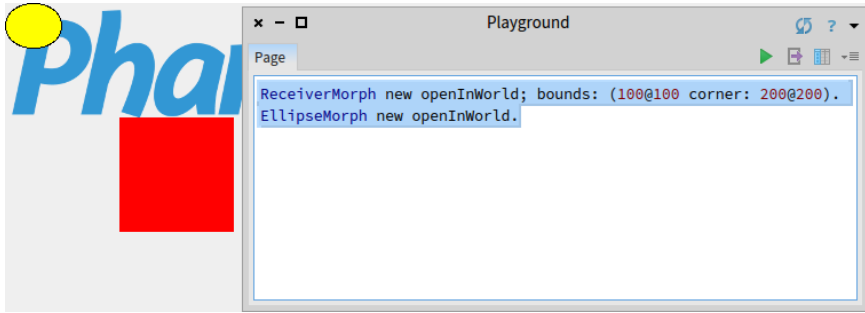 Phar
Playground
?
Page
ReceiverMorph new openInWorld; bounds: (100@100 corner: 200@200).
EllipseMorph new openInWorld.